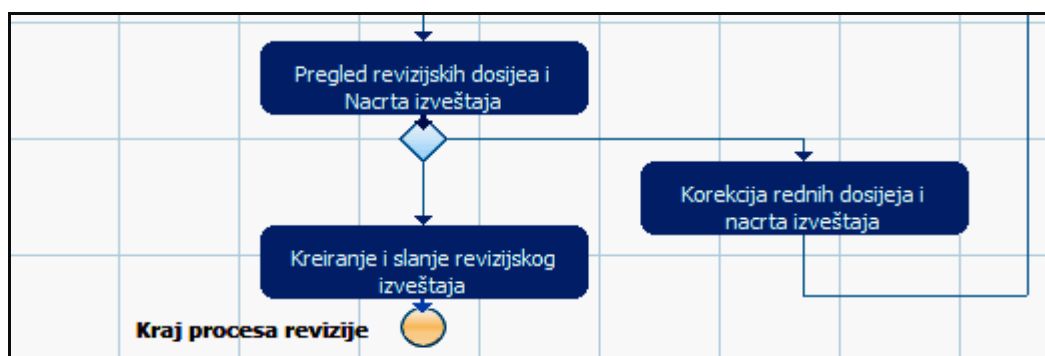 Pregled revizijskih dosijea i
Nacrta izveštaja
Korekcija rednih dosijeja i
nacrta izveštaja
Kreiranje i slanje revizijskog
izveštaja
Kraj procesa revizije